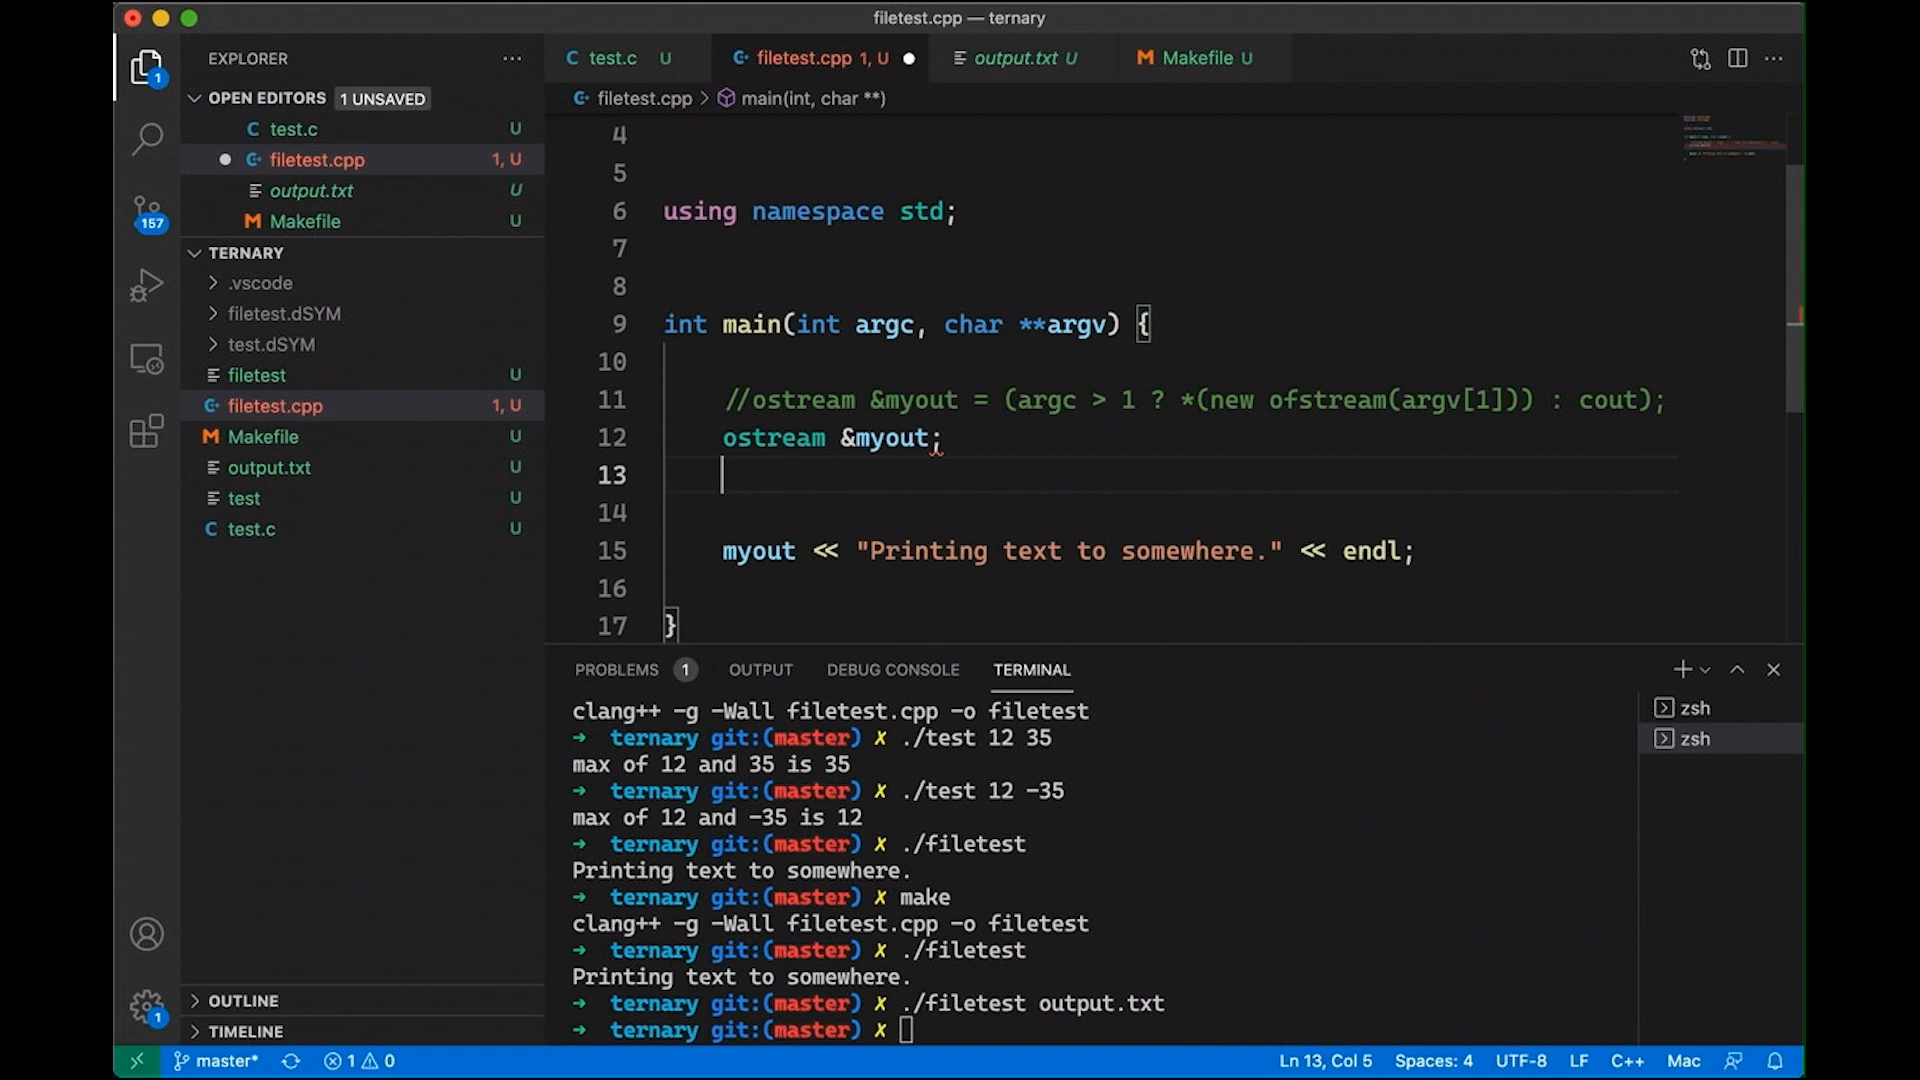 filetest.cpp — ternary
EXPLORER
OPEN EDITORS 1 UNSAVED
test.c U
filetest.cpp 1, U
output.txt U
Makefile U
TERNARY
.vscode
filetest.dSYM
test.dSYM
filetest U
filetest.cpp 1, U
Makefile U
output.txt U
test U
test.c U
OUTLINE
TIMELINE
1
157
1
test.c U filetest.cpp 1, U output.txt U Makefile U
filetest.cpp > main(int, char **)
4
5
6 using namespace std;
7
8
9 int main(int argc, char **argv) {
10
11 //ostream &myout = (argc > 1 ? *(new ofstream(argv[1])) : cout);
12 ostream &myout;
13
14
15 myout << "Printing text to somewhere." << endl;
16
17 }
PROBLEMS 1 OUTPUT DEBUG CONSOLE TERMINAL
clang++ -g -Wall filetest.cpp -o filetest
→ ternary git:(master) ✗ ./test 12 35
max of 12 and 35 is 35
→ ternary git:(master) ✗ ./test 12 -35
max of 12 and -35 is 12
→ ternary git:(master) ✗ ./filetest
Printing text to somewhere.
→ ternary git:(master) ✗ make
clang++ -g -Wall filetest.cpp -o filetest
→ ternary git:(master) ✗ ./filetest
Printing text to somewhere.
→ ternary git:(master) ✗ ./filetest output.txt
→ ternary git:(master) ✗
zsh
zsh
master* 1 0 Ln 13, Col 5 Spaces: 4 UTF-8 LF C++ Mac